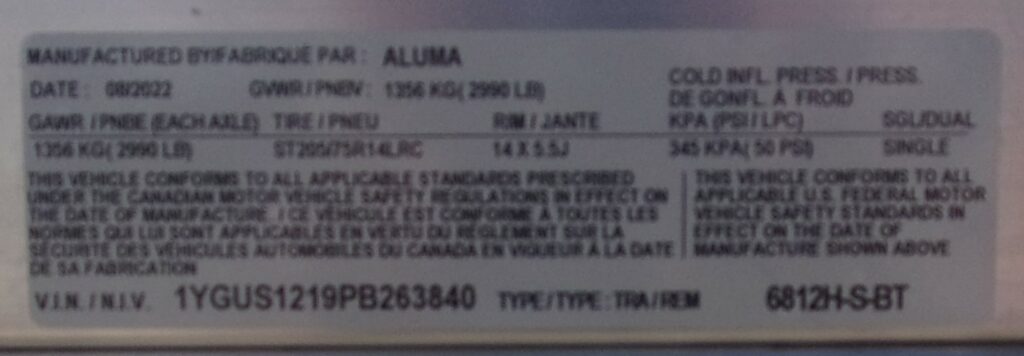 MANUFACTURED BY/FABRIQUE PAR : ALUMA
DATE : 08/2022 GVWR / PNBV : 1356 KG( 2990 LB) COLD INFL. PRESS. / PRESS.
DE GONFL. À FROID
GAWR / PNBE (EACH AXLE) TIRE / PNEU RIM / JANTE KPA (PSI / LPC) SGL/DUAL
1356 KG( 2990 LB) ST205/75R14LRC 14 X 5.5J 345 KPA( 50 PSI) SINGLE
THIS VEHICLE CONFORMS TO ALL APPLICABLE STANDARDS PRESCRIBED
UNDER THE CANADIAN MOTOR VEHICLE SAFETY REGULATIONS IN EFFECT ON
THE DATE OF MANUFACTURE. / CE VÉHICULE EST CONFORME À TOUTES LES
NORMES QUI LUI SONT APPLICABLES EN VERTU DU RÈGLEMENT SUR LA
SÉCURITÉ DES VÉHICULES AUTOMOBILES DU CANADA EN VIGUEUR À LA DATE
DE SA FABRICATION
THIS VEHICLE CONFORMS TO ALL
APPLICABLE U.S. FEDERAL MOTOR
VEHICLE SAFETY STANDARDS IN
EFFECT ON THE DATE OF
MANUFACTURE SHOWN ABOVE
V.I.N. / N.I.V. 1YGUS1219PB263840 TYPE / TYPE : TRA / REM 6812H-S-BT